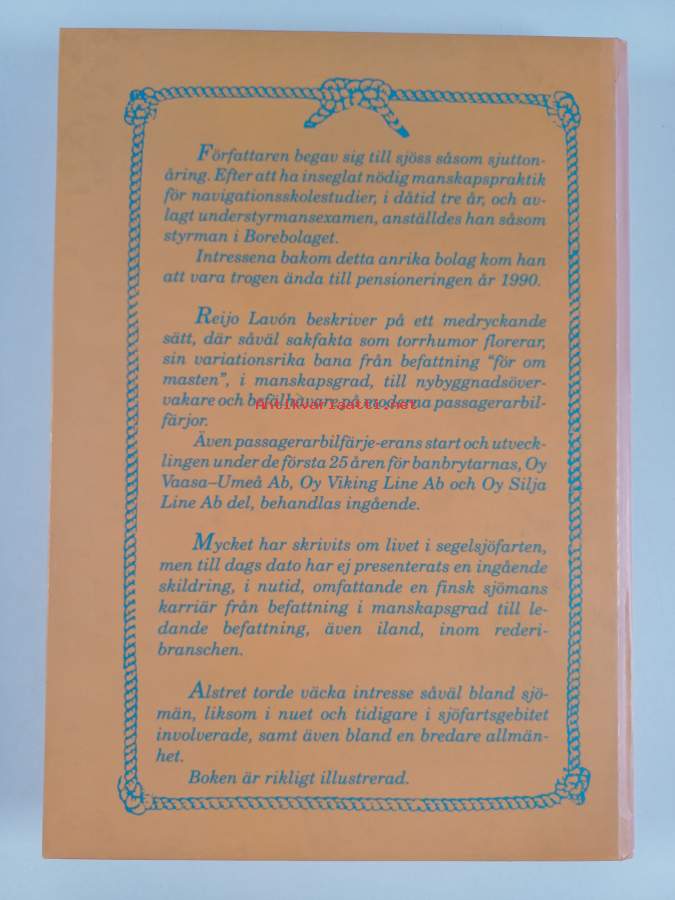 Författaren begav sig till sjöss såsom sjutton-
åring. Efter att ha inseglat nödig manskapspraktik
för navigationsskolestudier, i dåtid tre år, och av-
lagt understyrmansexamen, anställdes han såsom
styrman i Borebolaget.
Intressena bakom detta anrika bolag kom han
att vara trogen ända till pensioneringen år 1990.
Reijo Lavón beskriver på ett medryckande
sätt, där såväl sakfakta som torrhumor florerar,
sin variationsrika bana från befattning "för om
masten", i manskapsgrad, till nybyggnadsöver-
vakare och befälhavare på moderna passagerarbil-
Antikvariaatti.net
färjor.
Även passagerarbilfärje-erans start och utveck-
lingen under de första 25 åren för banbrytarnas, Oy
Vaasa–Umeå Ab, Oy Viking Line Ab och Oy Silja
Line Ab del, behandlas ingående.
Mycket har skrivits om livet i segelsjöfarten,
men till dags dato har ej presenterats en ingående
skildring, i nutid, omfattande en finsk sjömans
karriär från befattning i manskapsgrad till le-
dande befattning, även iland, inom rederi-
branschen.
Alstret torde väcka intresse såväl bland sjö-
män, liksom i nuet och tidigare i sjöfartsgebitet
involverade, samt även bland en bredare allmän-
het.
Boken är rikligt illustrerad.